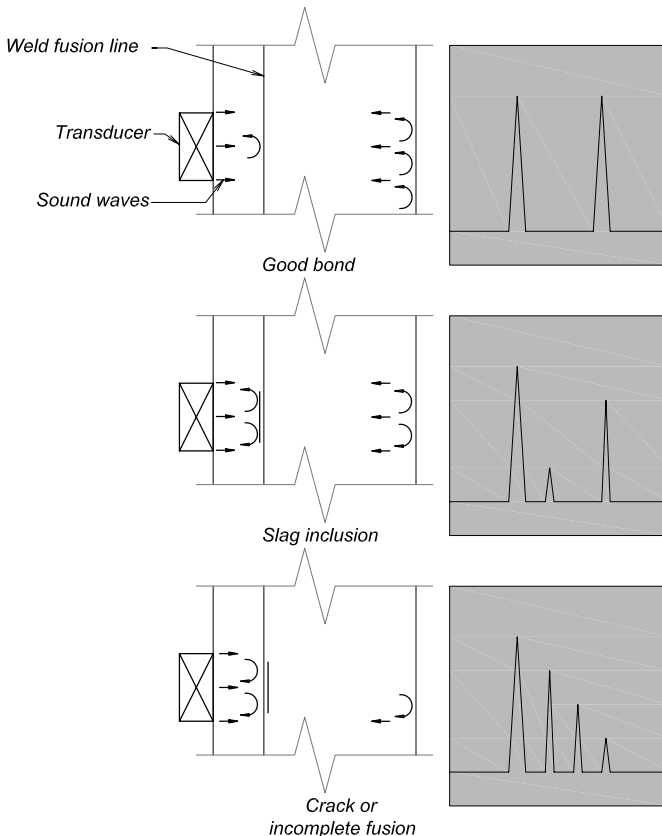 Weld fusion line
Transducer
Sound waves
Good bond
Slag inclusion
Crack or
incomplete fusion